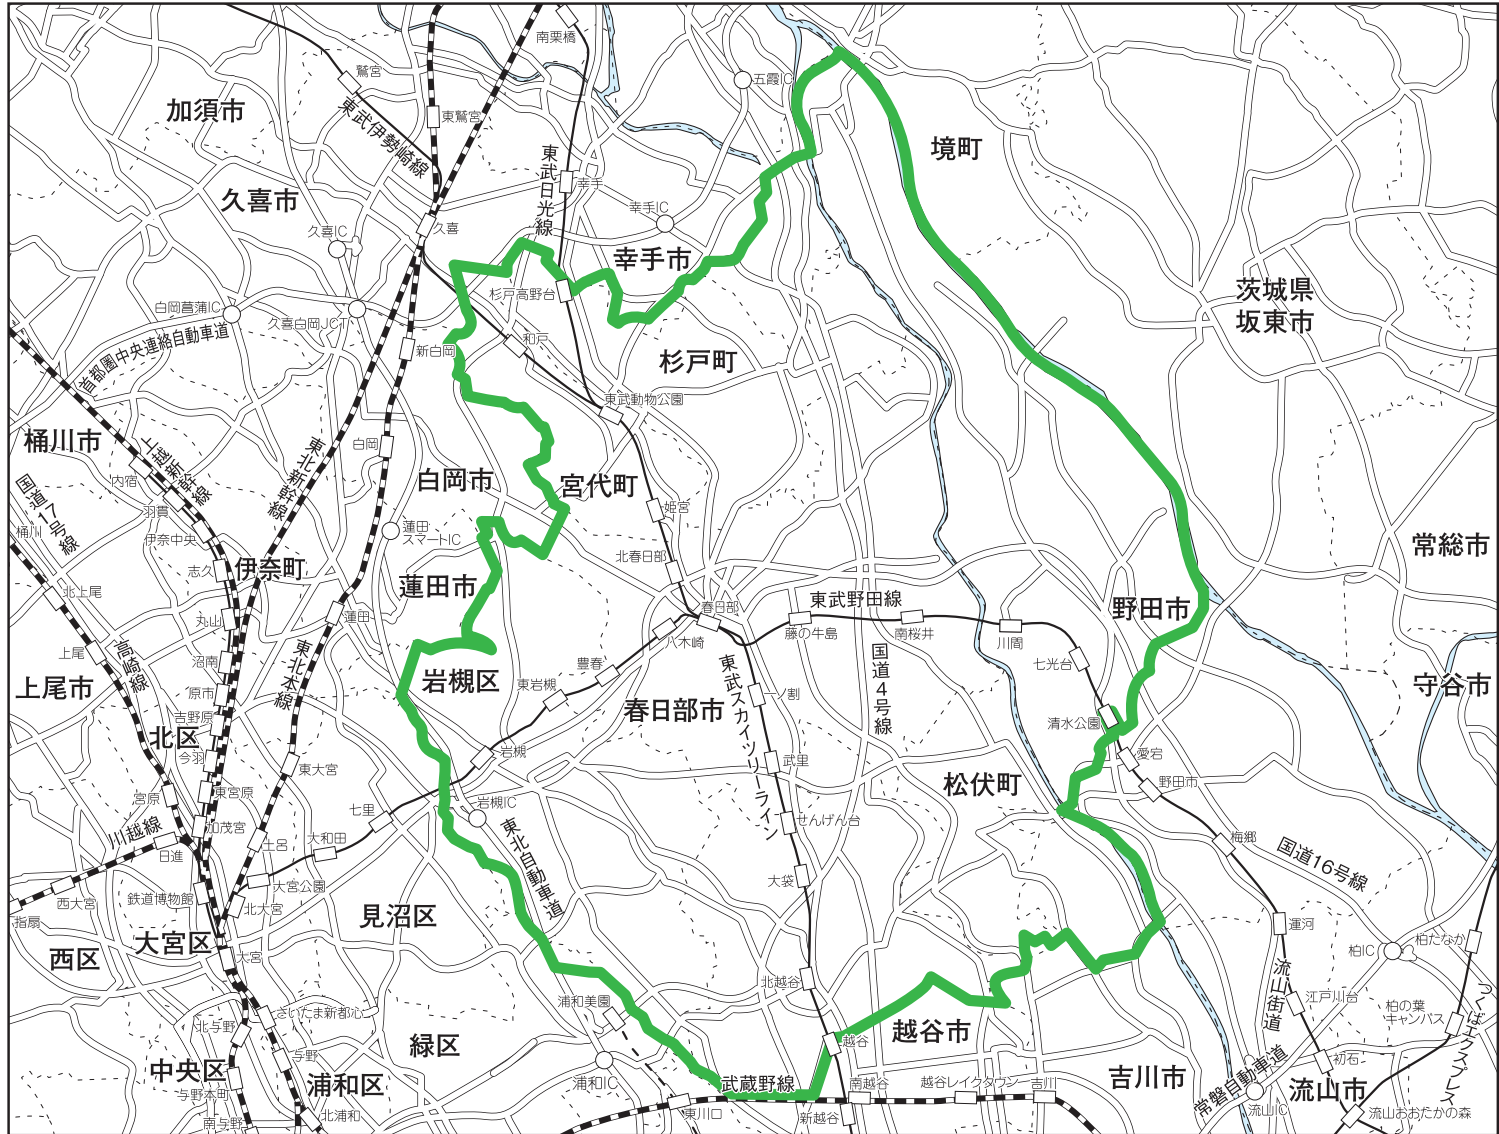 南栗橋
鷲宮
五霞IC
加須市
東武伊勢崎線
東鷲宮
境町
東武日光線
幸手
久喜市
幸手IC
久喜IC
久喜
幸手市
杉戸高野台
茨城県
坂東市
白岡菖蒲IC
久喜白岡JCT
首都圏中央連絡自動車道
新白岡
和戸
杉戸町
東武動物公園
桶川市
上越新幹線
東北新幹線
白岡
内宿
白岡市
宮代町
国道17号線
羽貫
姫宮
桶川
伊奈中央
蓮田
スマートIC
常総市
北春日部
志久
伊奈町
蓮田市
北上尾
東武野田線
野田市
丸山
蓮田
春日部
藤の牛島
南桜井
川間
八木崎
上尾
高崎線
沼南
東北本線
豊春
七光台
上尾市
岩槻区
東岩槻
東武スカイツリーライン
一ノ割
国道4号線
守谷市
原市
春日部市
吉野原
清水公園
北区
今羽
岩槻
武里
愛宕
東大宮
松伏町
野田市
宮原
東宮原
岩槻IC
七里
せんげん台
川越線
加茂宮
東北自動車道
日進
土呂
大和田
梅郷
国道16号線
大袋
西大宮
鉄道博物館
大宮公園
指扇
北大宮
見沼区
運河
大宮区
柏たなか
西区
大宮
柏IC
北越谷
流山街道
浦和美園
江戸川台
柏の葉
キャンパス
つくばエクスプレス
さいたま新都心
北与野
越谷市
越谷
緑区
与野
初石
中央区
浦和区
浦和IC
武蔵野線
南越谷
越谷レイクタウン
吉川
吉川市
常磐自動車道
流山市
与野本町
北浦和
東川口
新越谷
流山IC
流山おおたかの森
南与野